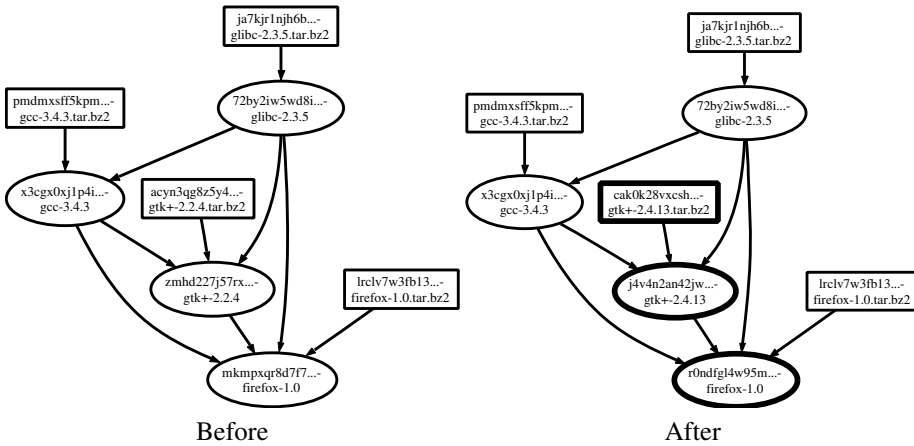 ja7kjr1njh6b...-
glibc-2.3.5.tar.bz2
pmdmxsff5kpm...-
gcc-3.4.3.tar.bz2
72by2iw5wd8i...-
glibc-2.3.5
x3cgx0xj1p4i...-
gcc-3.4.3
acyn3qg8z5y4...-
gtk+-2.2.4.tar.bz2
zmhd227j57rx...-
gtk+-2.2.4
lrclv7w3fb13...-
firefox-1.0.tar.bz2
mkmpxqr8d7f7...-
firefox-1.0
Before
ja7kjr1njh6b...-
glibc-2.3.5.tar.bz2
pmdmxsff5kpm...-
gcc-3.4.3.tar.bz2
72by2iw5wd8i...-
glibc-2.3.5
x3cgx0xj1p4i...-
gcc-3.4.3
cak0k28vxcsh...-
gtk+-2.4.13.tar.bz2
j4v4n2an42jw...-
gtk+-2.4.13
lrclv7w3fb13...-
firefox-1.0.tar.bz2
r0ndfgl4w95m...-
firefox-1.0
After